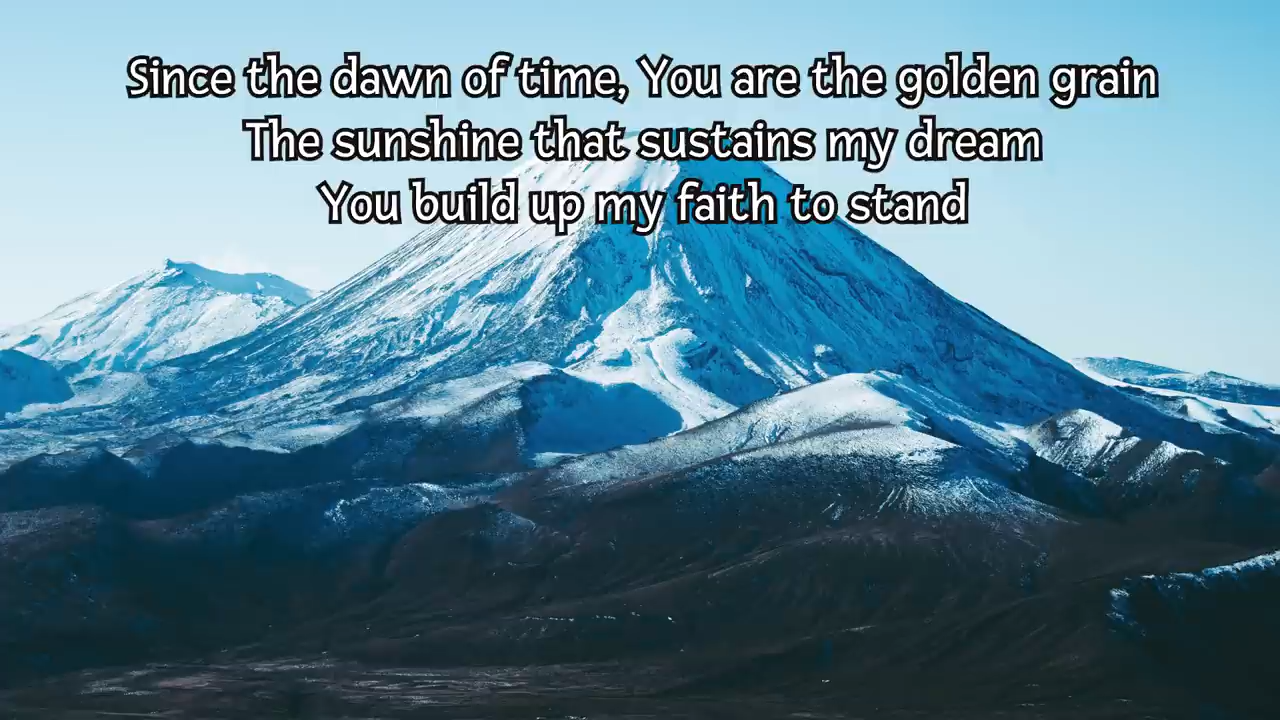 Since the dawn of time, You are the golden grain
The sunshine that sustains my dream
You build up my faith to stand